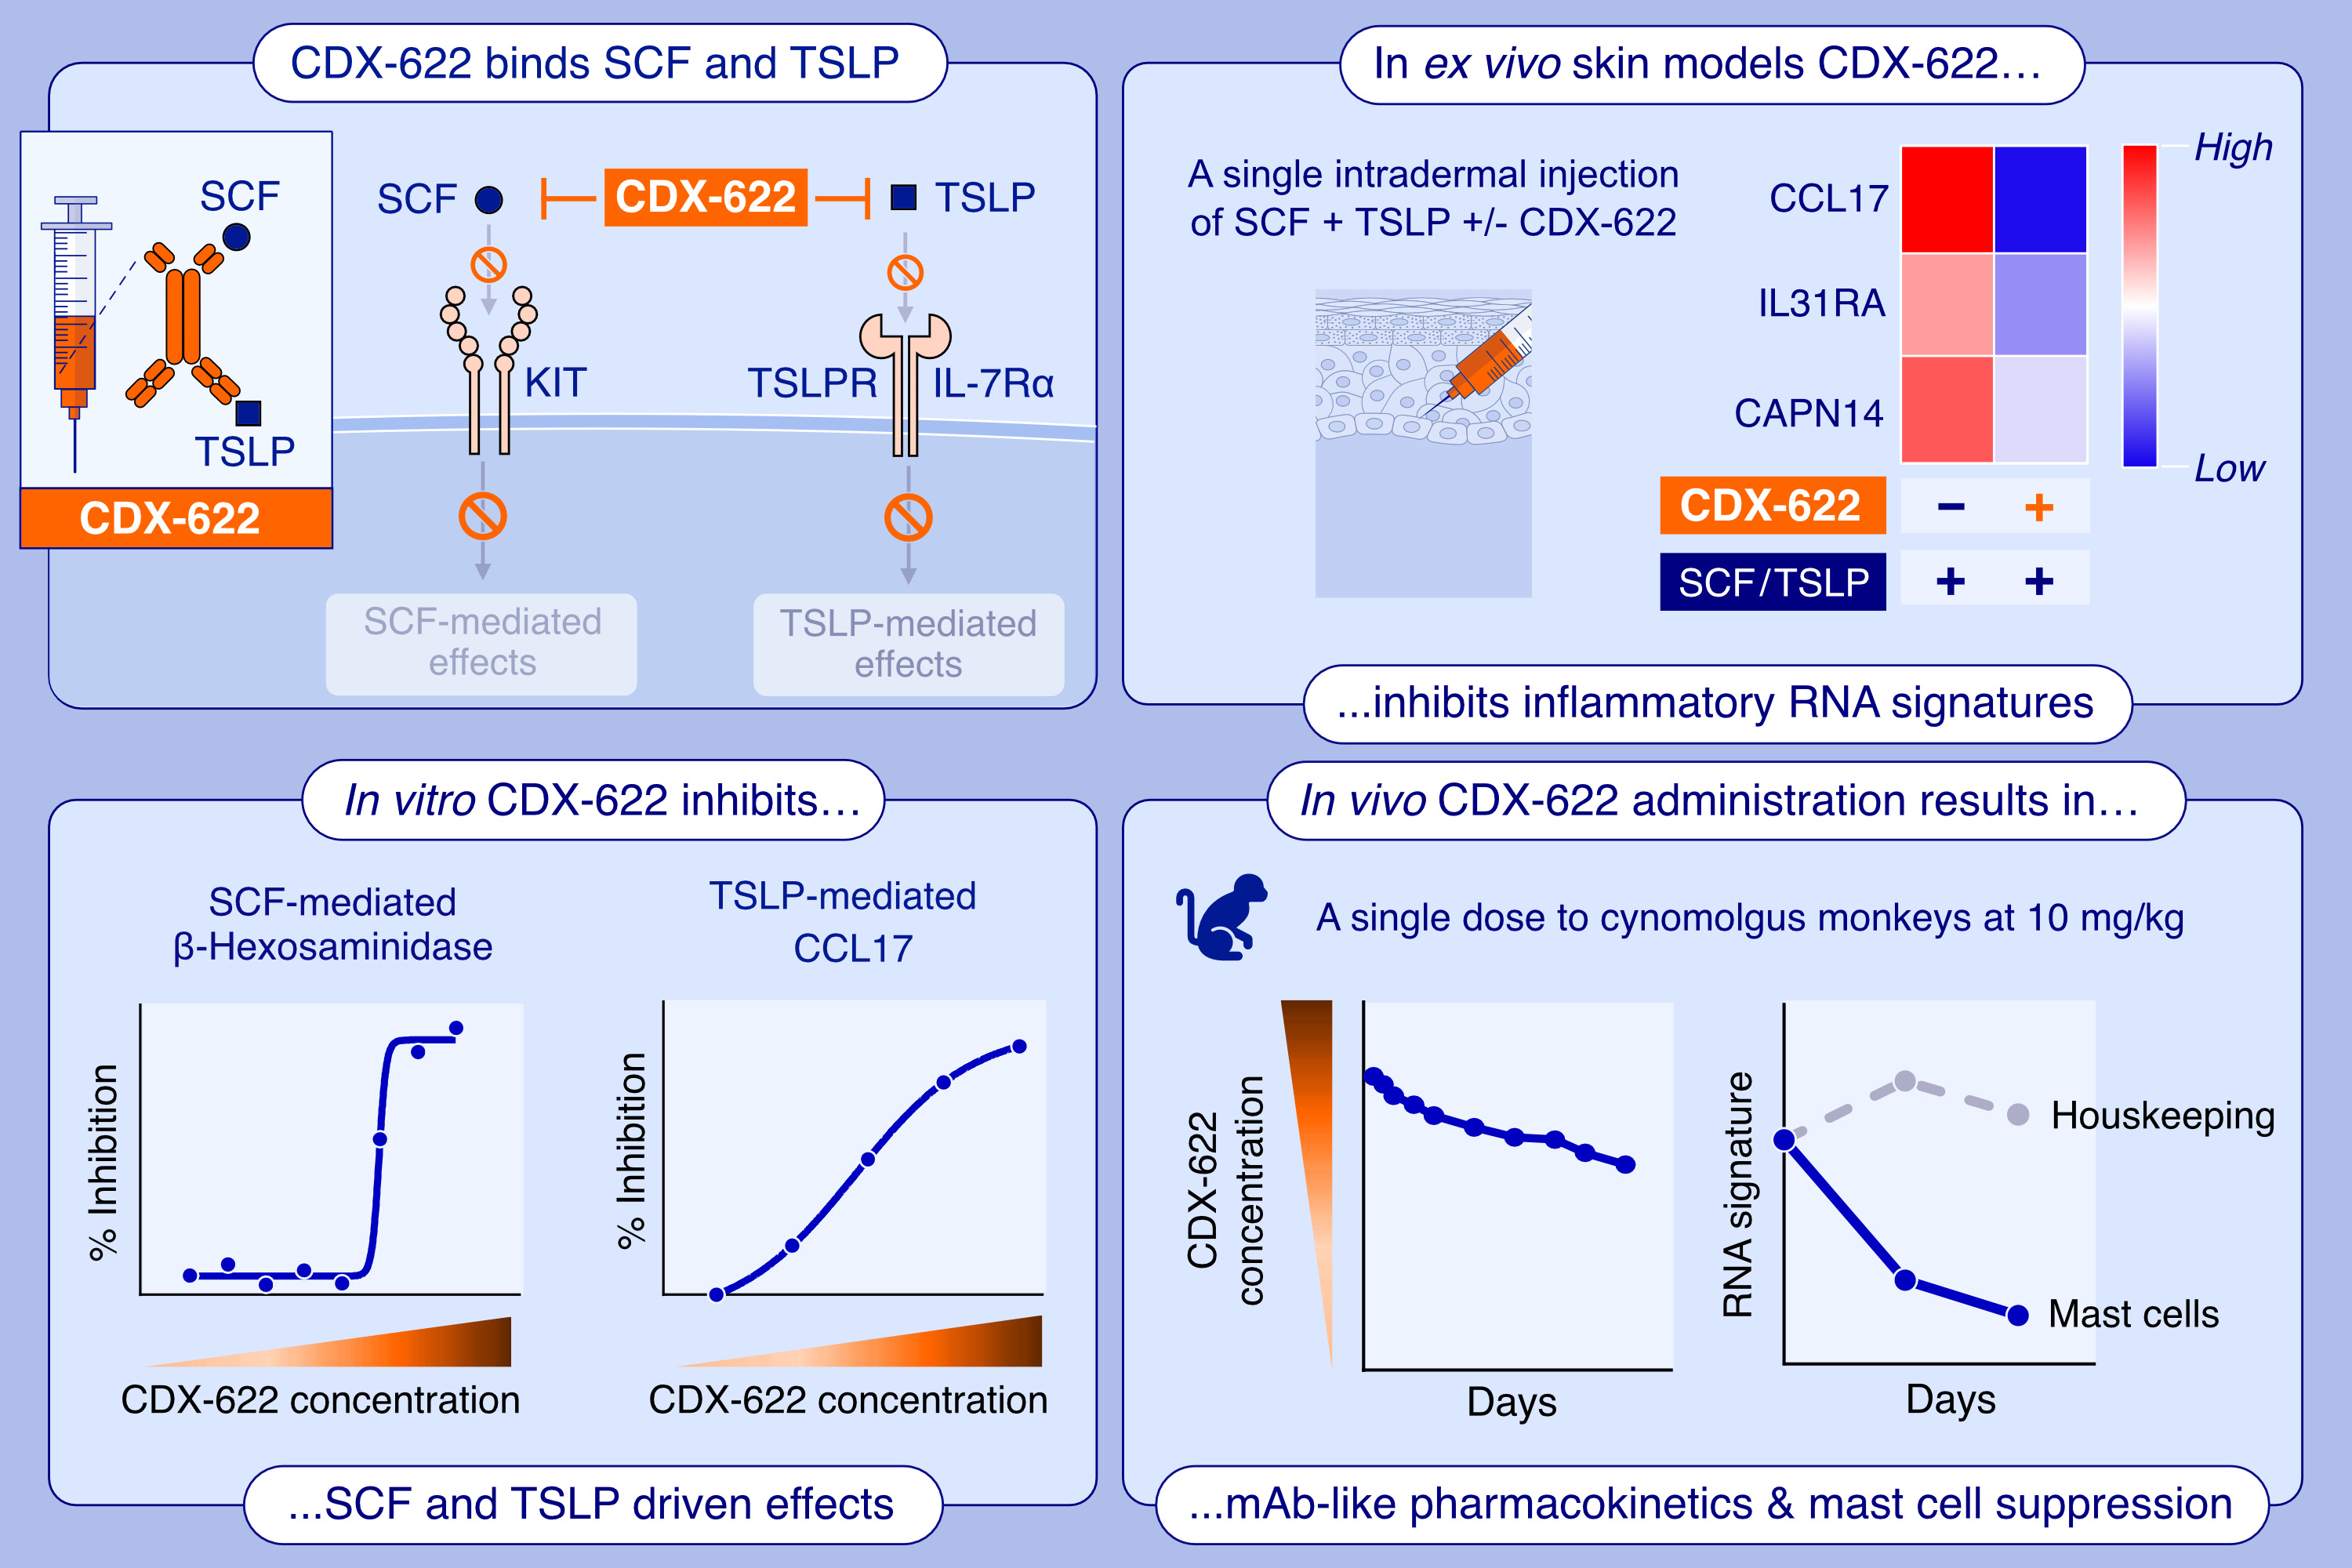 CDX-622 binds SCF and TSLP
SCF
TSLP
CDX-622
SCF
CDX-622
TSLP
KIT
TSLPR
IL-7Rα
SCF-mediated
effects
TSLP-mediated
effects
In ex vivo skin models CDX-622...
A single intradermal injection
of SCF + TSLP +/- CDX-622
CCL17
IL31RA
CAPN14
High
Low
CDX-622
− +
SCF/TSLP
+ +
...inhibits inflammatory RNA signatures
In vitro CDX-622 inhibits...
SCF-mediated
β-Hexosaminidase
% Inhibition
CDX-622 concentration
TSLP-mediated
CCL17
% Inhibition
CDX-622 concentration
...SCF and TSLP driven effects
In vivo CDX-622 administration results in...
A single dose to cynomolgus monkeys at 10 mg/kg
CDX-622
concentration
Days
RNA signature
Houskeeping
Mast cells
Days
...mAb-like pharmacokinetics & mast cell suppression